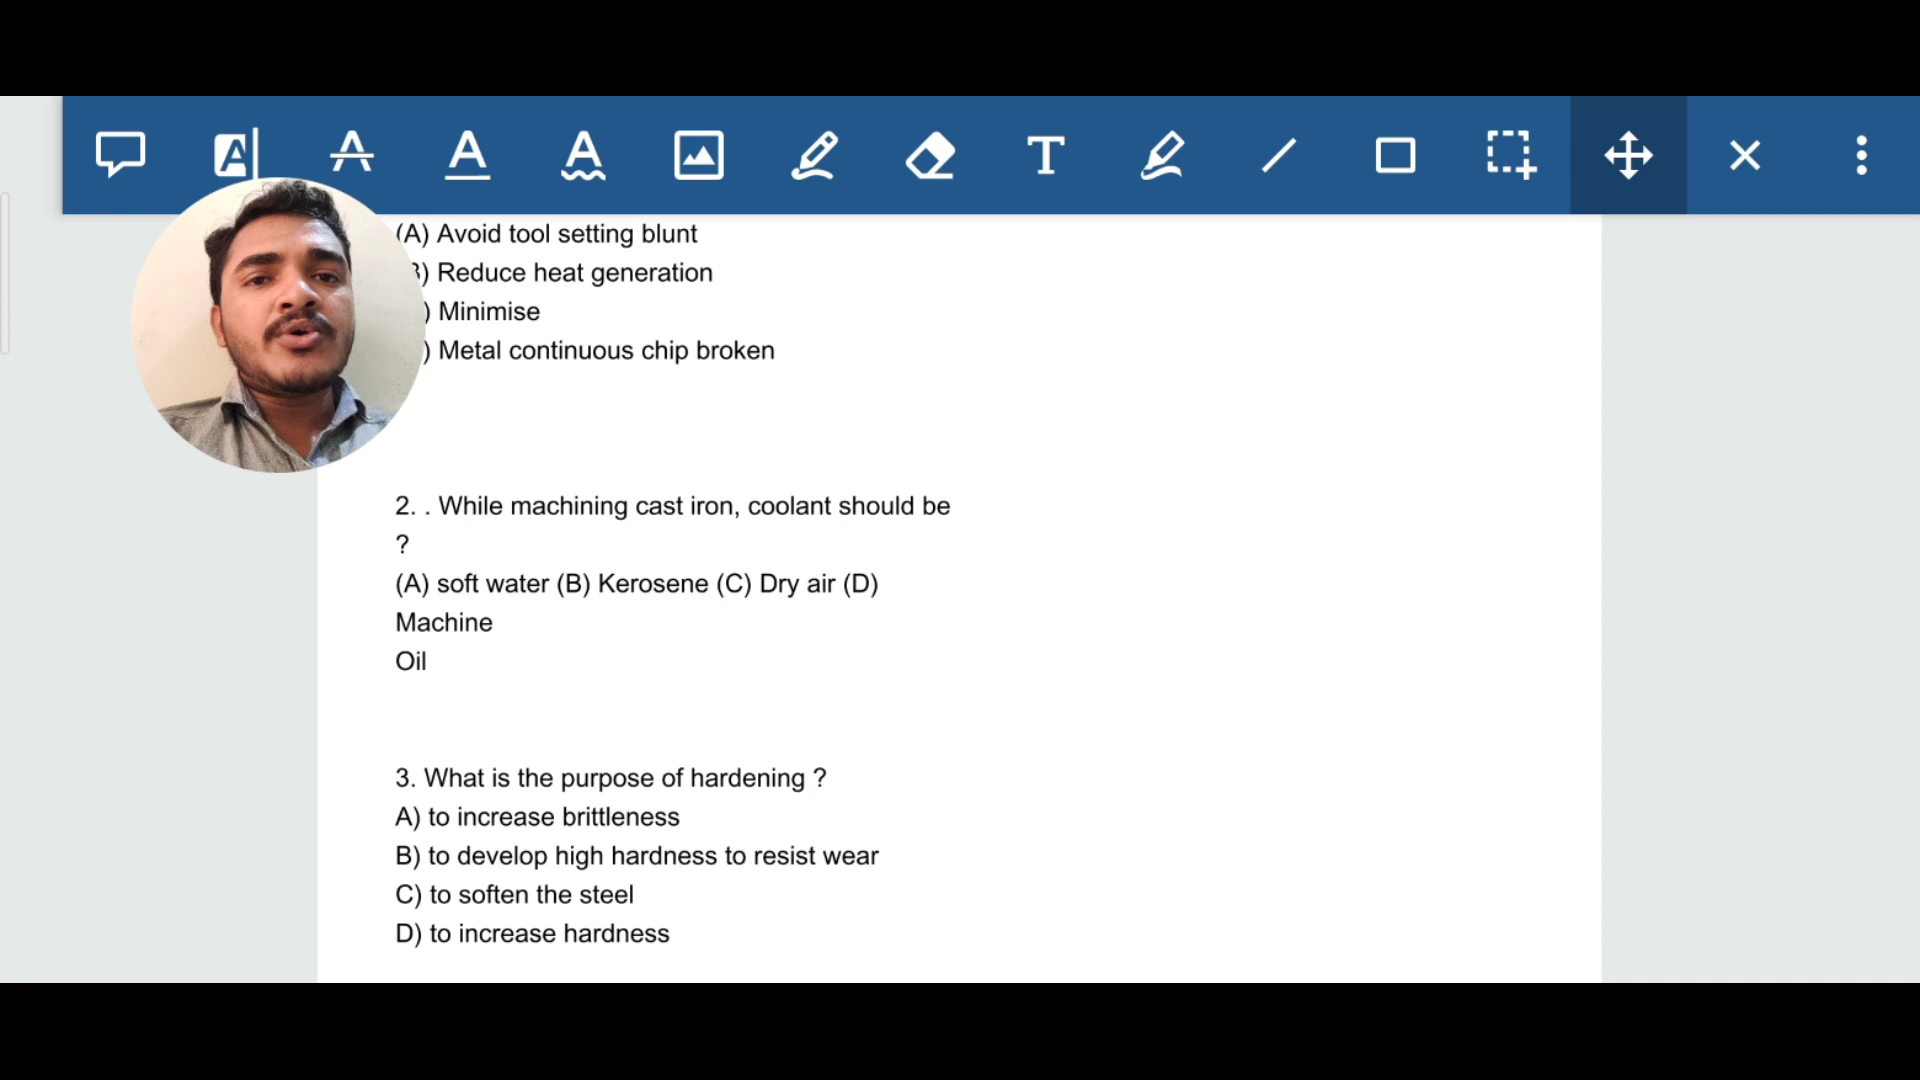 (A) Avoid tool setting blunt
) Reduce heat generation
) Minimise
) Metal continuous chip broken
2. . While machining cast iron, coolant should be
?
(A) soft water (B) Kerosene (C) Dry air (D)
Machine
Oil
3. What is the purpose of hardening ?
A) to increase brittleness
B) to develop high hardness to resist wear
C) to soften the steel
D) to increase hardness